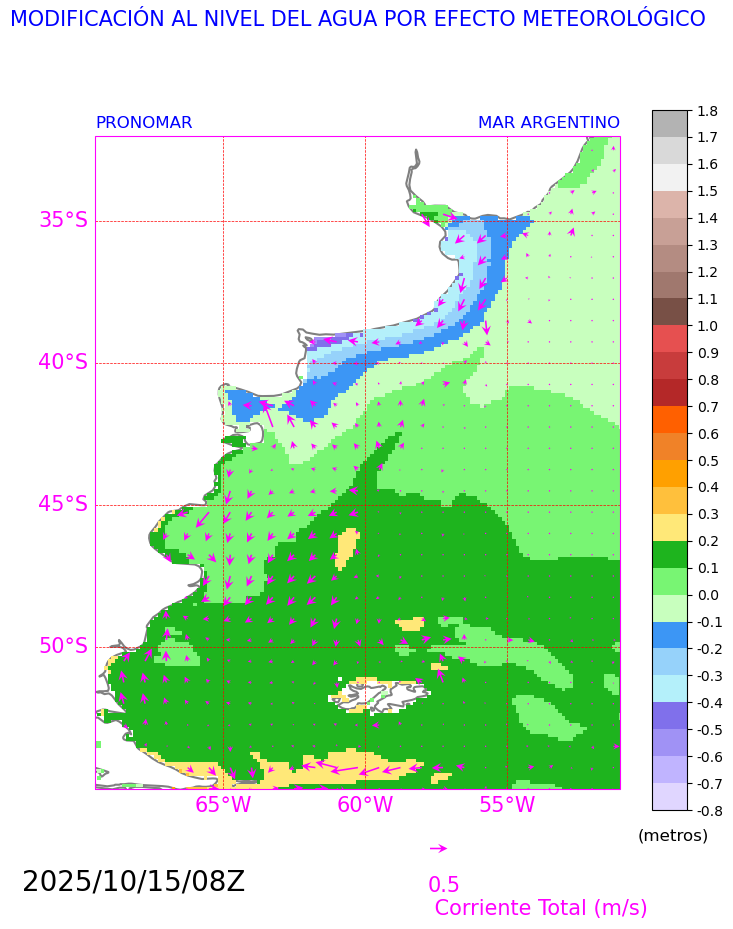 MODIFICACIÓN AL NIVEL DEL AGUA POR EFECTO METEOROLÓGICO
PRONOMAR MAR ARGENTINO
35°S
40°S
45°S
50°S
65°W 60°W 55°W
1.8
1.7
1.6
1.5
1.4
1.3
1.2
1.1
1.0
0.9
0.8
0.7
0.6
0.5
0.4
0.3
0.2
0.1
0.0
-0.1
-0.2
-0.3
-0.4
-0.5
-0.6
-0.7
-0.8
(metros)
2025/10/15/08Z
0.5
Corriente Total (m/s)